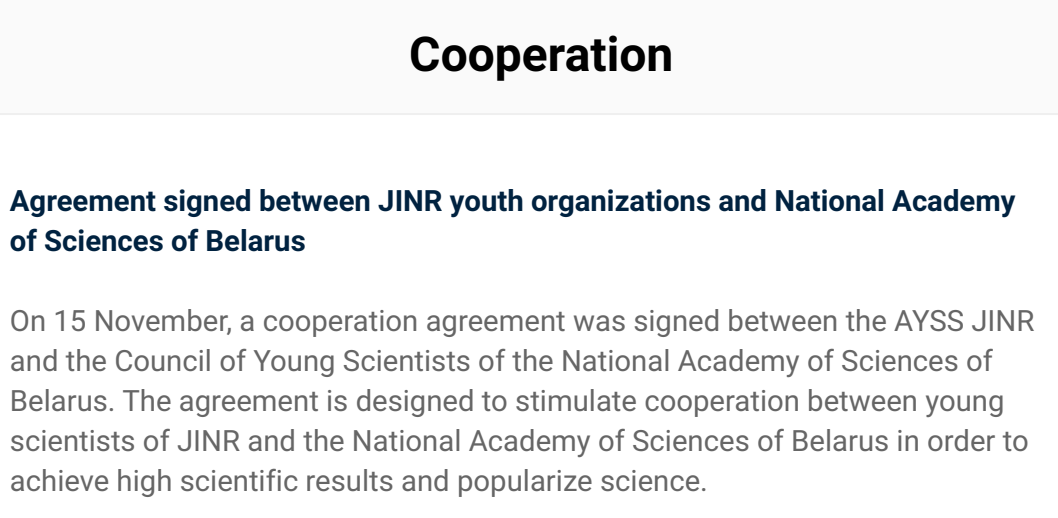 Cooperation
Agreement signed between JINR youth organizations and National Academy
of Sciences of Belarus
On 15 November, a cooperation agreement was signed between the AYSS JINR
and the Council of Young Scientists of the National Academy of Sciences of
Belarus. The agreement is designed to stimulate cooperation between young
scientists of JINR and the National Academy of Sciences of Belarus in order to
achieve high scientific results and popularize science.